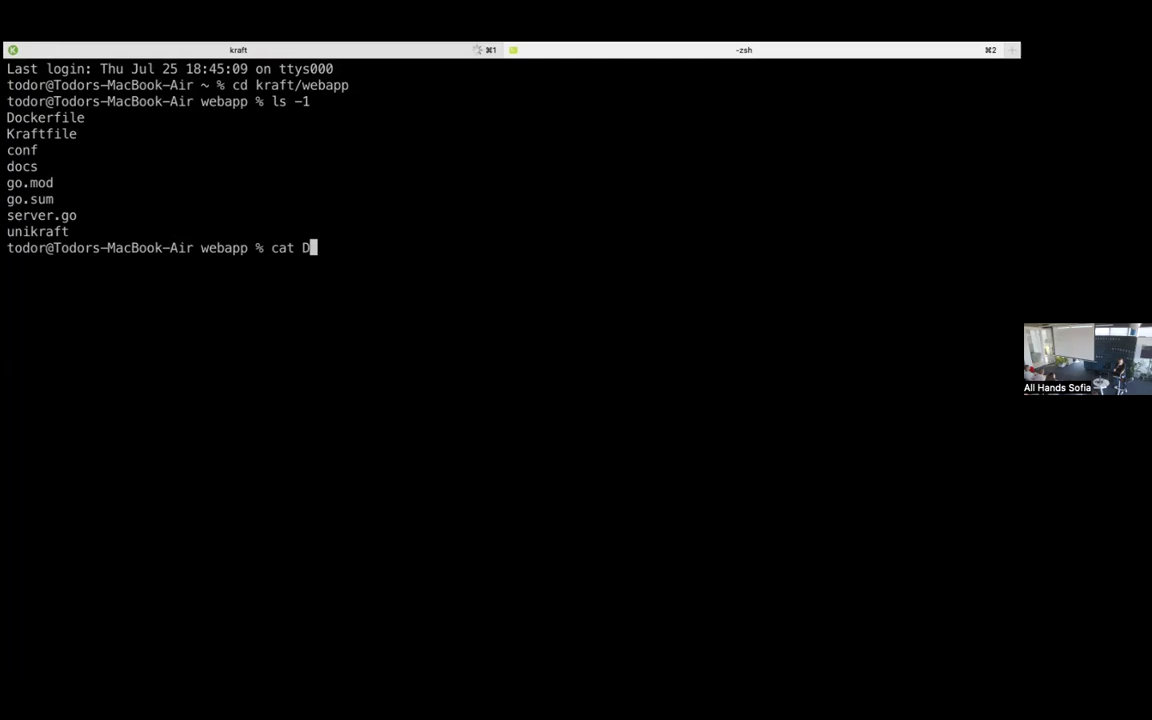 kraft ⌘1 -zsh ⌘2
Last login: Thu Jul 25 18:45:09 on ttys000
todor@Todors-MacBook-Air ~ % cd kraft/webapp
todor@Todors-MacBook-Air webapp % ls -1
Dockerfile
Kraftfile
conf
docs
go.mod
go.sum
server.go
unikraft
todor@Todors-MacBook-Air webapp % cat D
All Hands Sofia